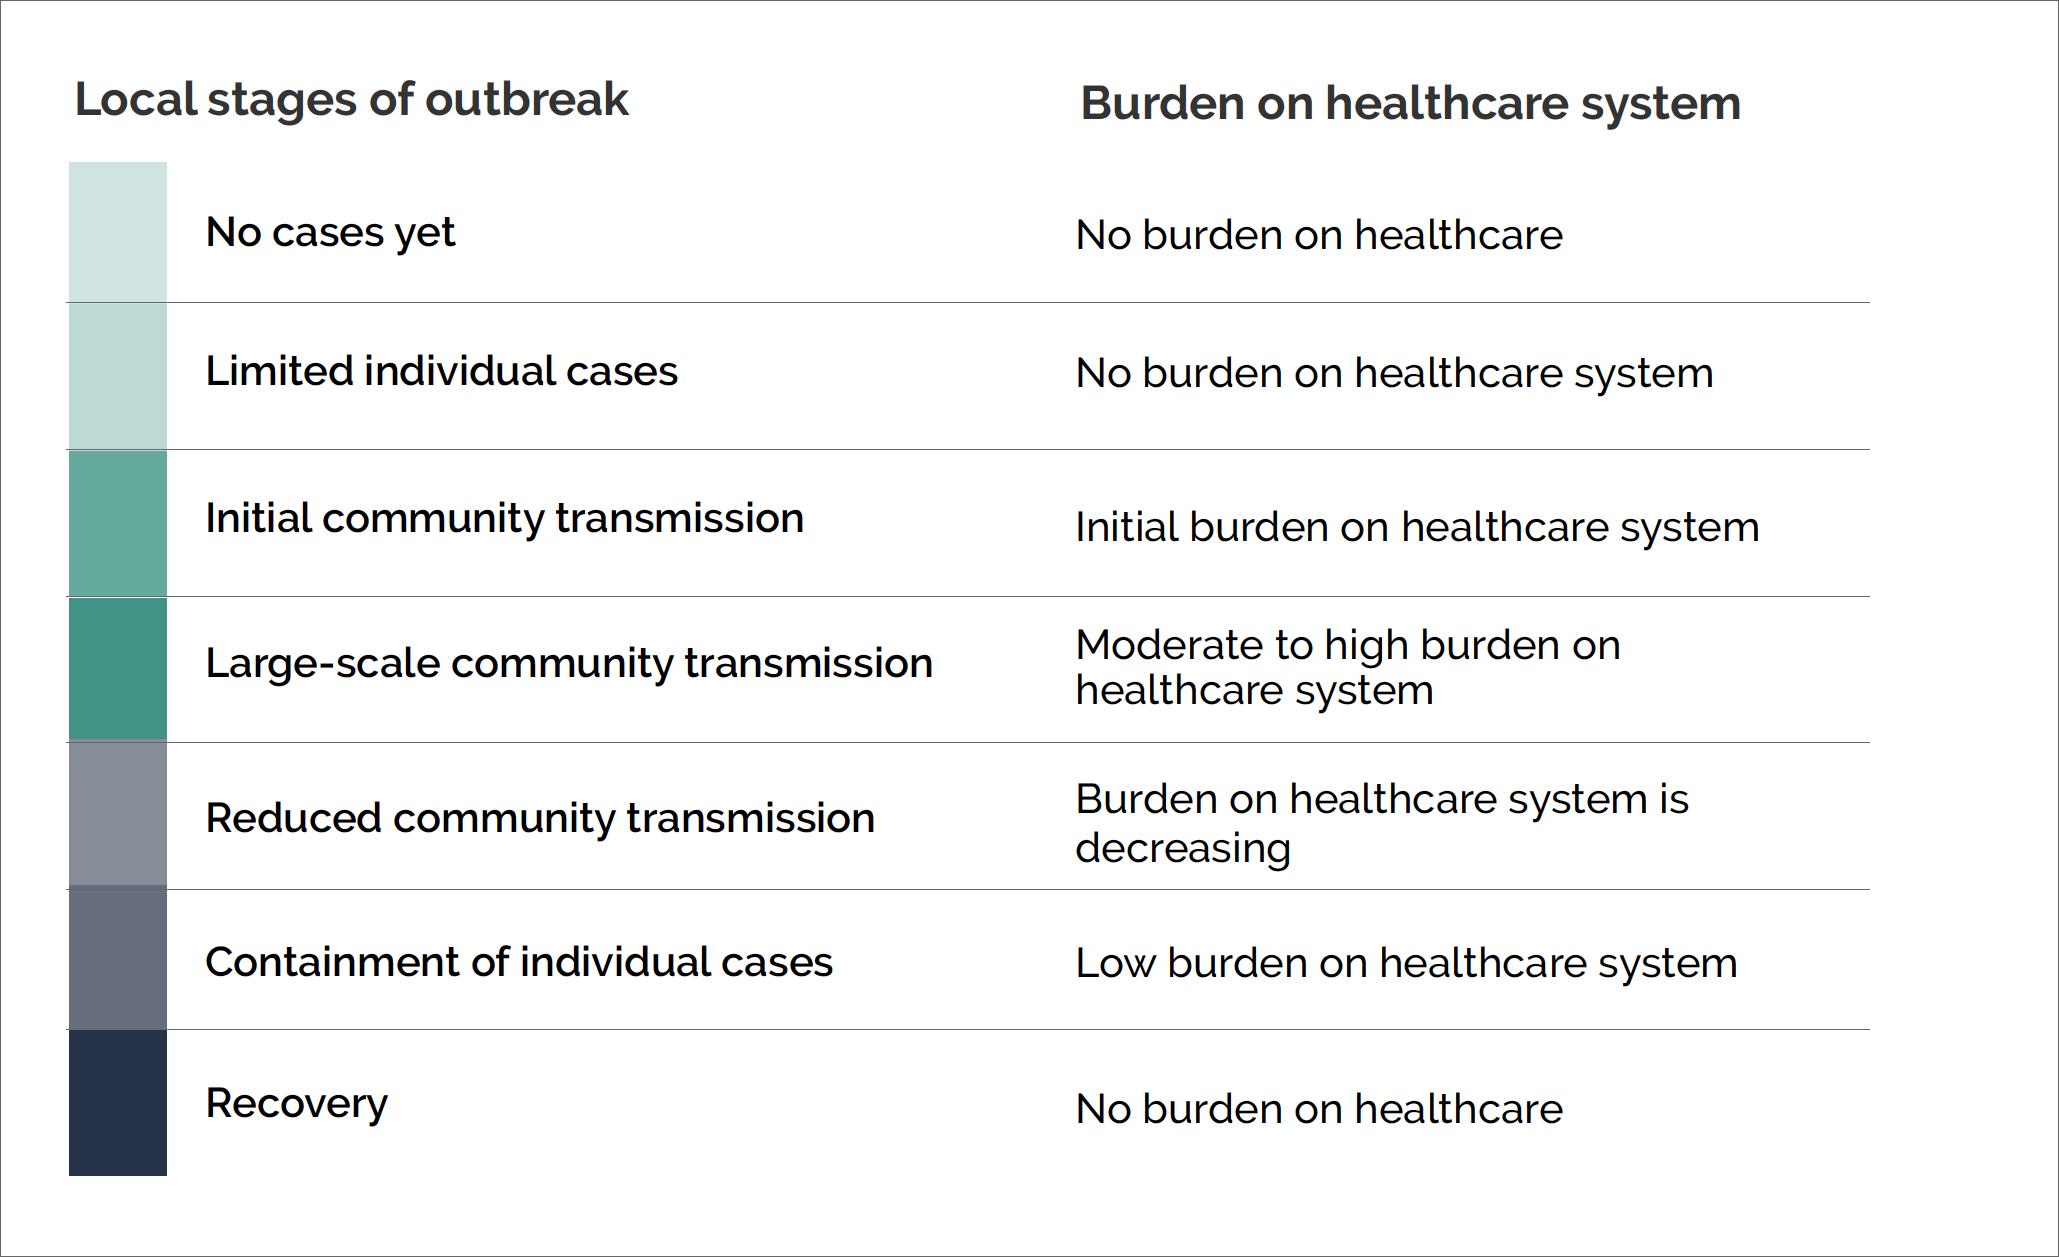 Local stages of outbreak
Burden on healthcare system
No cases yet
No burden on healthcare
Limited individual cases
No burden on healthcare system
Initial community transmission
Initial burden on healthcare system
Large-scale community transmission
Moderate to high burden on
healthcare system
Reduced community transmission
Burden on healthcare system is
decreasing
Containment of individual cases
Low burden on healthcare system
Recovery
No burden on healthcare